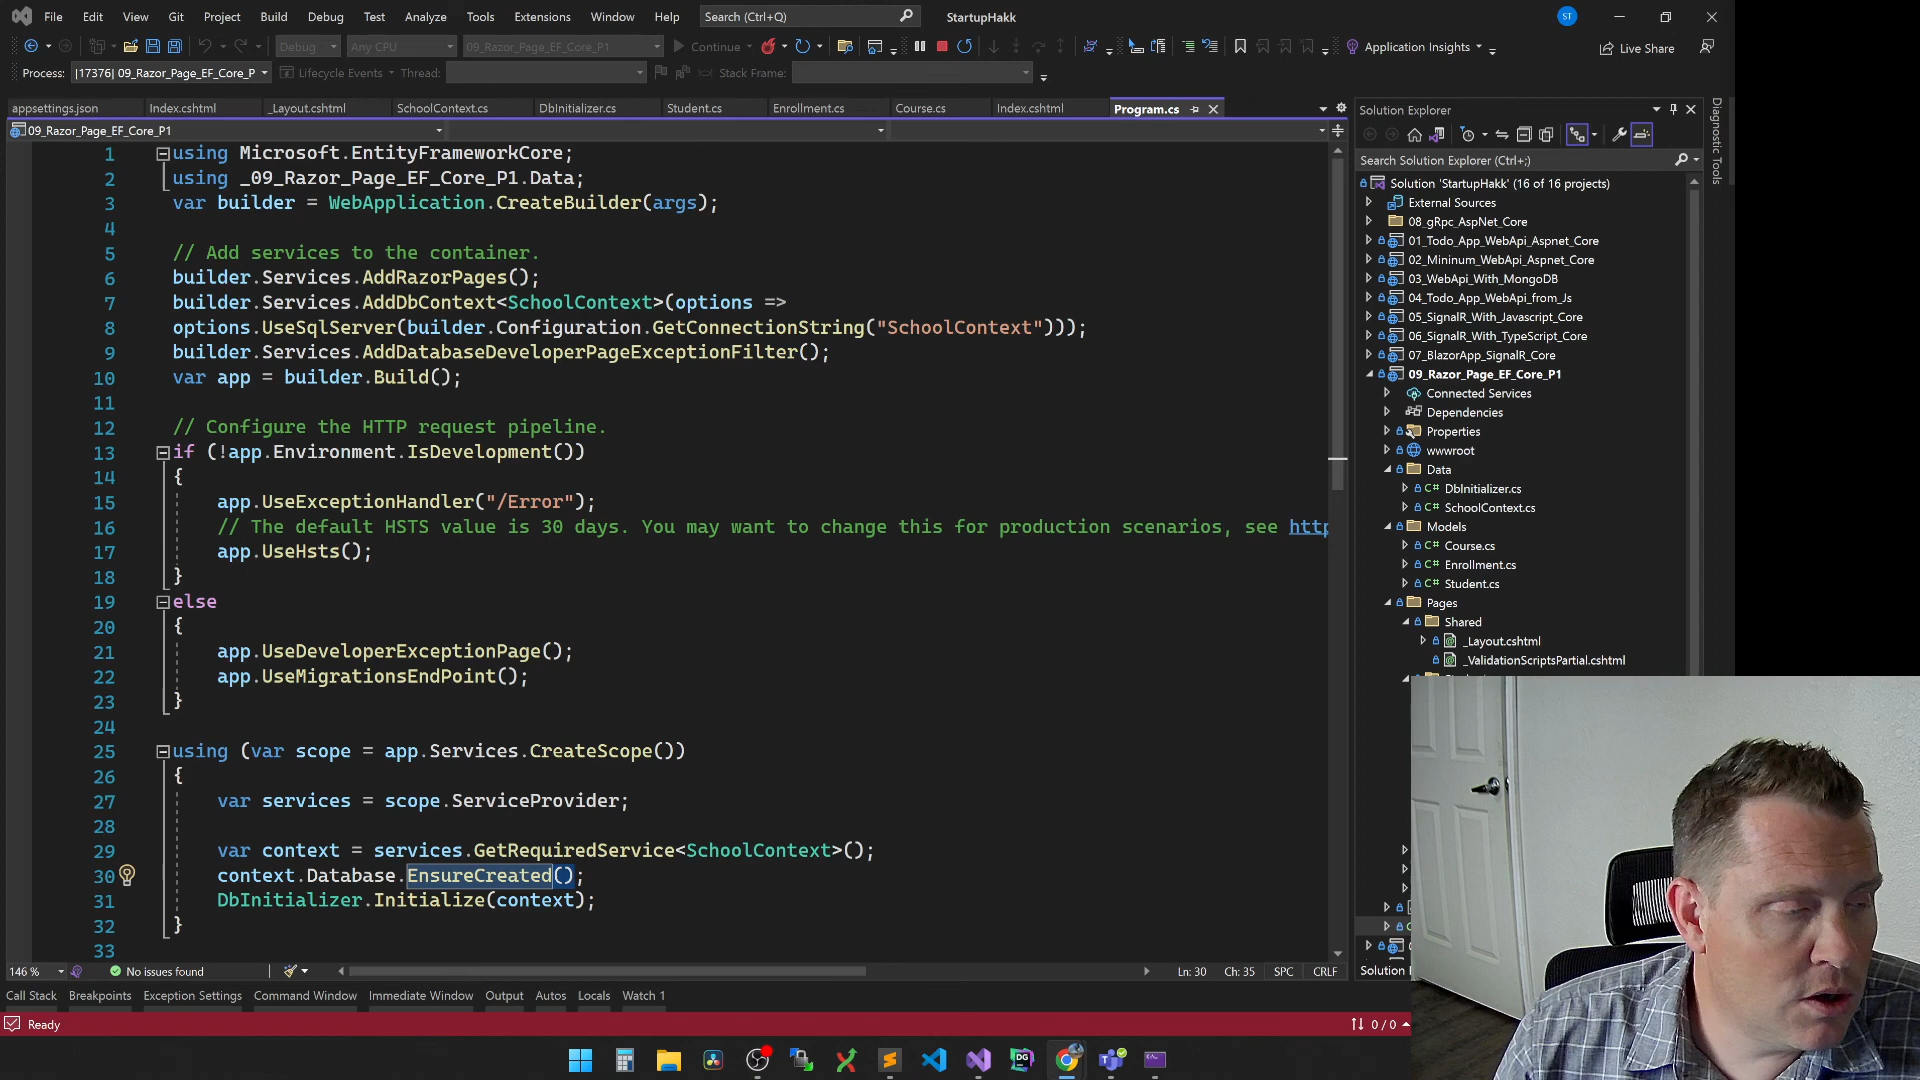 File Edit View Git Project Build Debug Test Analyze Tools Extensions Window Help Search (Ctrl+Q) StartupHakk ST
Debug Any CPU 09_Razor_Page_EF_Core_P1 Continue Application Insights Live Share
Process: [17376] 09_Razor_Page_EF_Core_P Lifecycle Events Thread: Stack Frame:
appsettings.json Index.cshtml _Layout.cshtml SchoolContext.cs DbInitializer.cs Student.cs Enrollment.cs Course.cs Index.cshtml Program.cs
09_Razor_Page_EF_Core_P1
1 using Microsoft.EntityFrameworkCore;
2 using _09_Razor_Page_EF_Core_P1.Data;
3 var builder = WebApplication.CreateBuilder(args);
4
5 // Add services to the container.
6 builder.Services.AddRazorPages();
7 builder.Services.AddDbContext<SchoolContext>(options =>
8 options.UseSqlServer(builder.Configuration.GetConnectionString("SchoolContext")));
9 builder.Services.AddDatabaseDeveloperPageExceptionFilter();
10 var app = builder.Build();
11
12 // Configure the HTTP request pipeline.
13 if (!app.Environment.IsDevelopment())
14 {
15 app.UseExceptionHandler("/Error");
16 // The default HSTS value is 30 days. You may want to change this for production scenarios, see http
17 app.UseHsts();
18 }
19 else
20 {
21 app.UseDeveloperExceptionPage();
22 app.UseMigrationsEndPoint();
23 }
24
25 using (var scope = app.Services.CreateScope())
26 {
27 var services = scope.ServiceProvider;
28
29 var context = services.GetRequiredService<SchoolContext>();
30 context.Database.EnsureCreated();
31 DbInitializer.Initialize(context);
32 }
33
146 % No issues found Ln: 30 Ch: 35 SPC CRLF
Call Stack Breakpoints Exception Settings Command Window Immediate Window Output Autos Locals Watch 1
Ready 0 / 0
Solution Explorer
Search Solution Explorer (Ctrl+;)
Solution 'StartupHakk' (16 of 16 projects)
External Sources
08_gRpc_AspNet_Core
01_Todo_App_WebApi_Aspnet_Core
02_Mininum_WebApi_Aspnet_Core
03_WebApi_With_MongoDB
04_Todo_App_WebApi_from_Js
05_SignalR_With_Javascript_Core
06_SignalR_With_TypeScript_Core
07_BlazorApp_SignalR_Core
09_Razor_Page_EF_Core_P1
Connected Services
Dependencies
Properties
wwwroot
Data
C# DbInitializer.cs
C# SchoolContext.cs
Models
C# Course.cs
C# Enrollment.cs
C# Student.cs
Pages
Shared
_Layout.cshtml
_ValidationScriptsPartial.cshtml
Solution
Diagnostic Tools
DG